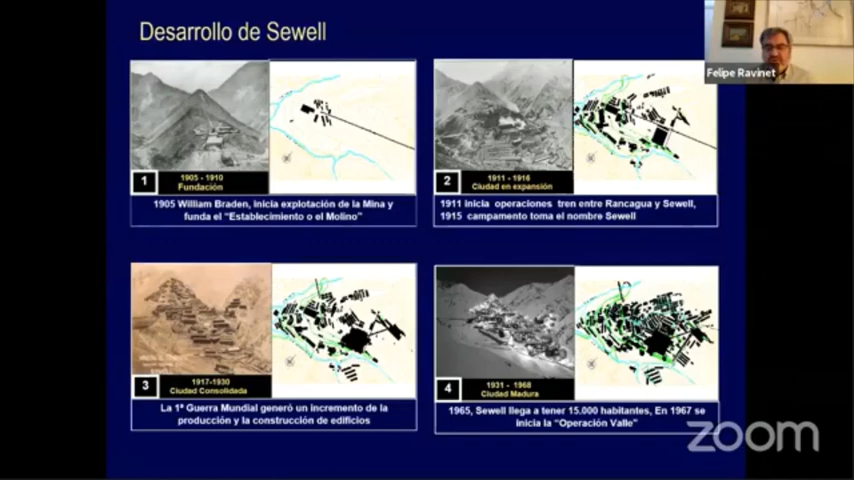 Desarrollo de Sewell
Felipe Ravinet
1
1905 - 1910
Fundación
1905 William Braden, inicia explotación de la Mina y
funda el “Establecimiento o el Molino”
2
1911 - 1916
Ciudad en expansión
1911 inicia operaciones tren entre Rancagua y Sewell,
1915 campamento toma el nombre Sewell
3
1917-1930
Ciudad Consolidada
La 1ª Guerra Mundial generó un incremento de la
producción y la construcción de edificios
4
1931 - 1968
Ciudad Madura
1965, Sewell llega a tener 15.000 habitantes, En 1967 se
inicia la “Operación Valle”
zoom